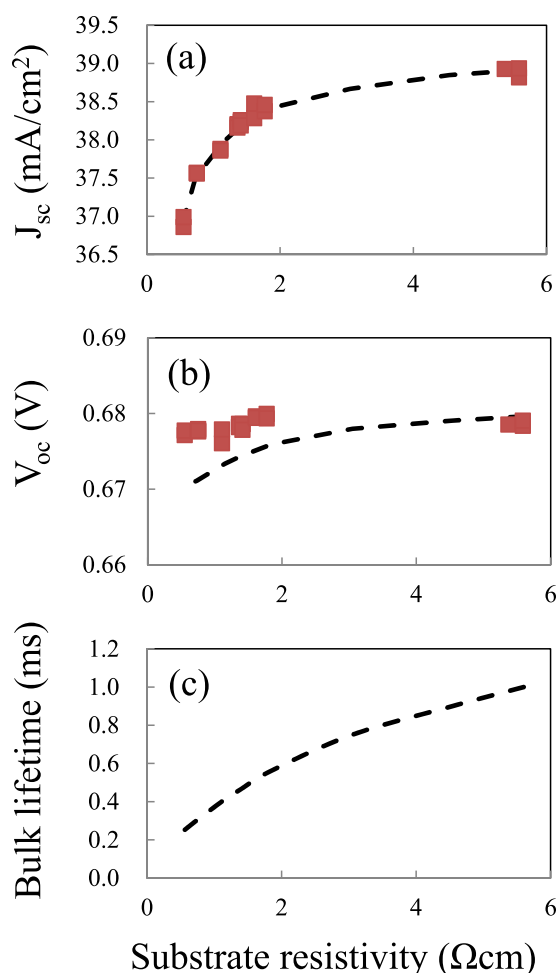 39.5
39.0
38.5
38.0
37.5
37.0
36.5
J_sc (mA/cm²)
(a)
0 2 4 6
0.69
0.68
0.67
0.66
V_oc (V)
(b)
0 2 4 6
1.2
1.0
0.8
0.6
0.4
0.2
0.0
Bulk lifetime (ms)
(c)
0 2 4 6
Substrate resistivity (Ωcm)